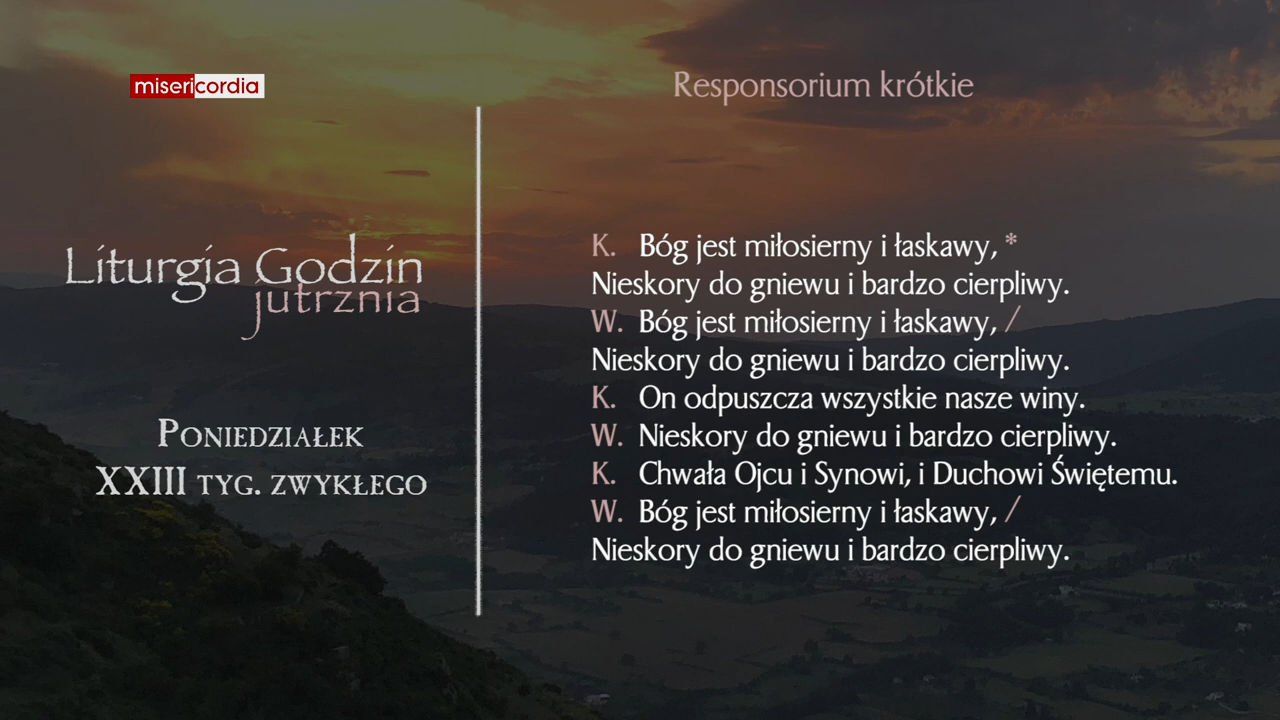 misericordia
Responsorium krótkie
Liturgia Godzin
jutrznia
Poniedziałek
XXIII tyg. zwykłego
K. Bóg jest miłosierny i łaskawy, *
Nieskory do gniewu i bardzo cierpliwy.
W. Bóg jest miłosierny i łaskawy, /
Nieskory do gniewu i bardzo cierpliwy.
K. On odpuszcza wszystkie nasze winy.
W. Nieskory do gniewu i bardzo cierpliwy.
K. Chwała Ojcu i Synowi, i Duchowi Świętemu.
W. Bóg jest miłosierny i łaskawy, /
Nieskory do gniewu i bardzo cierpliwy.